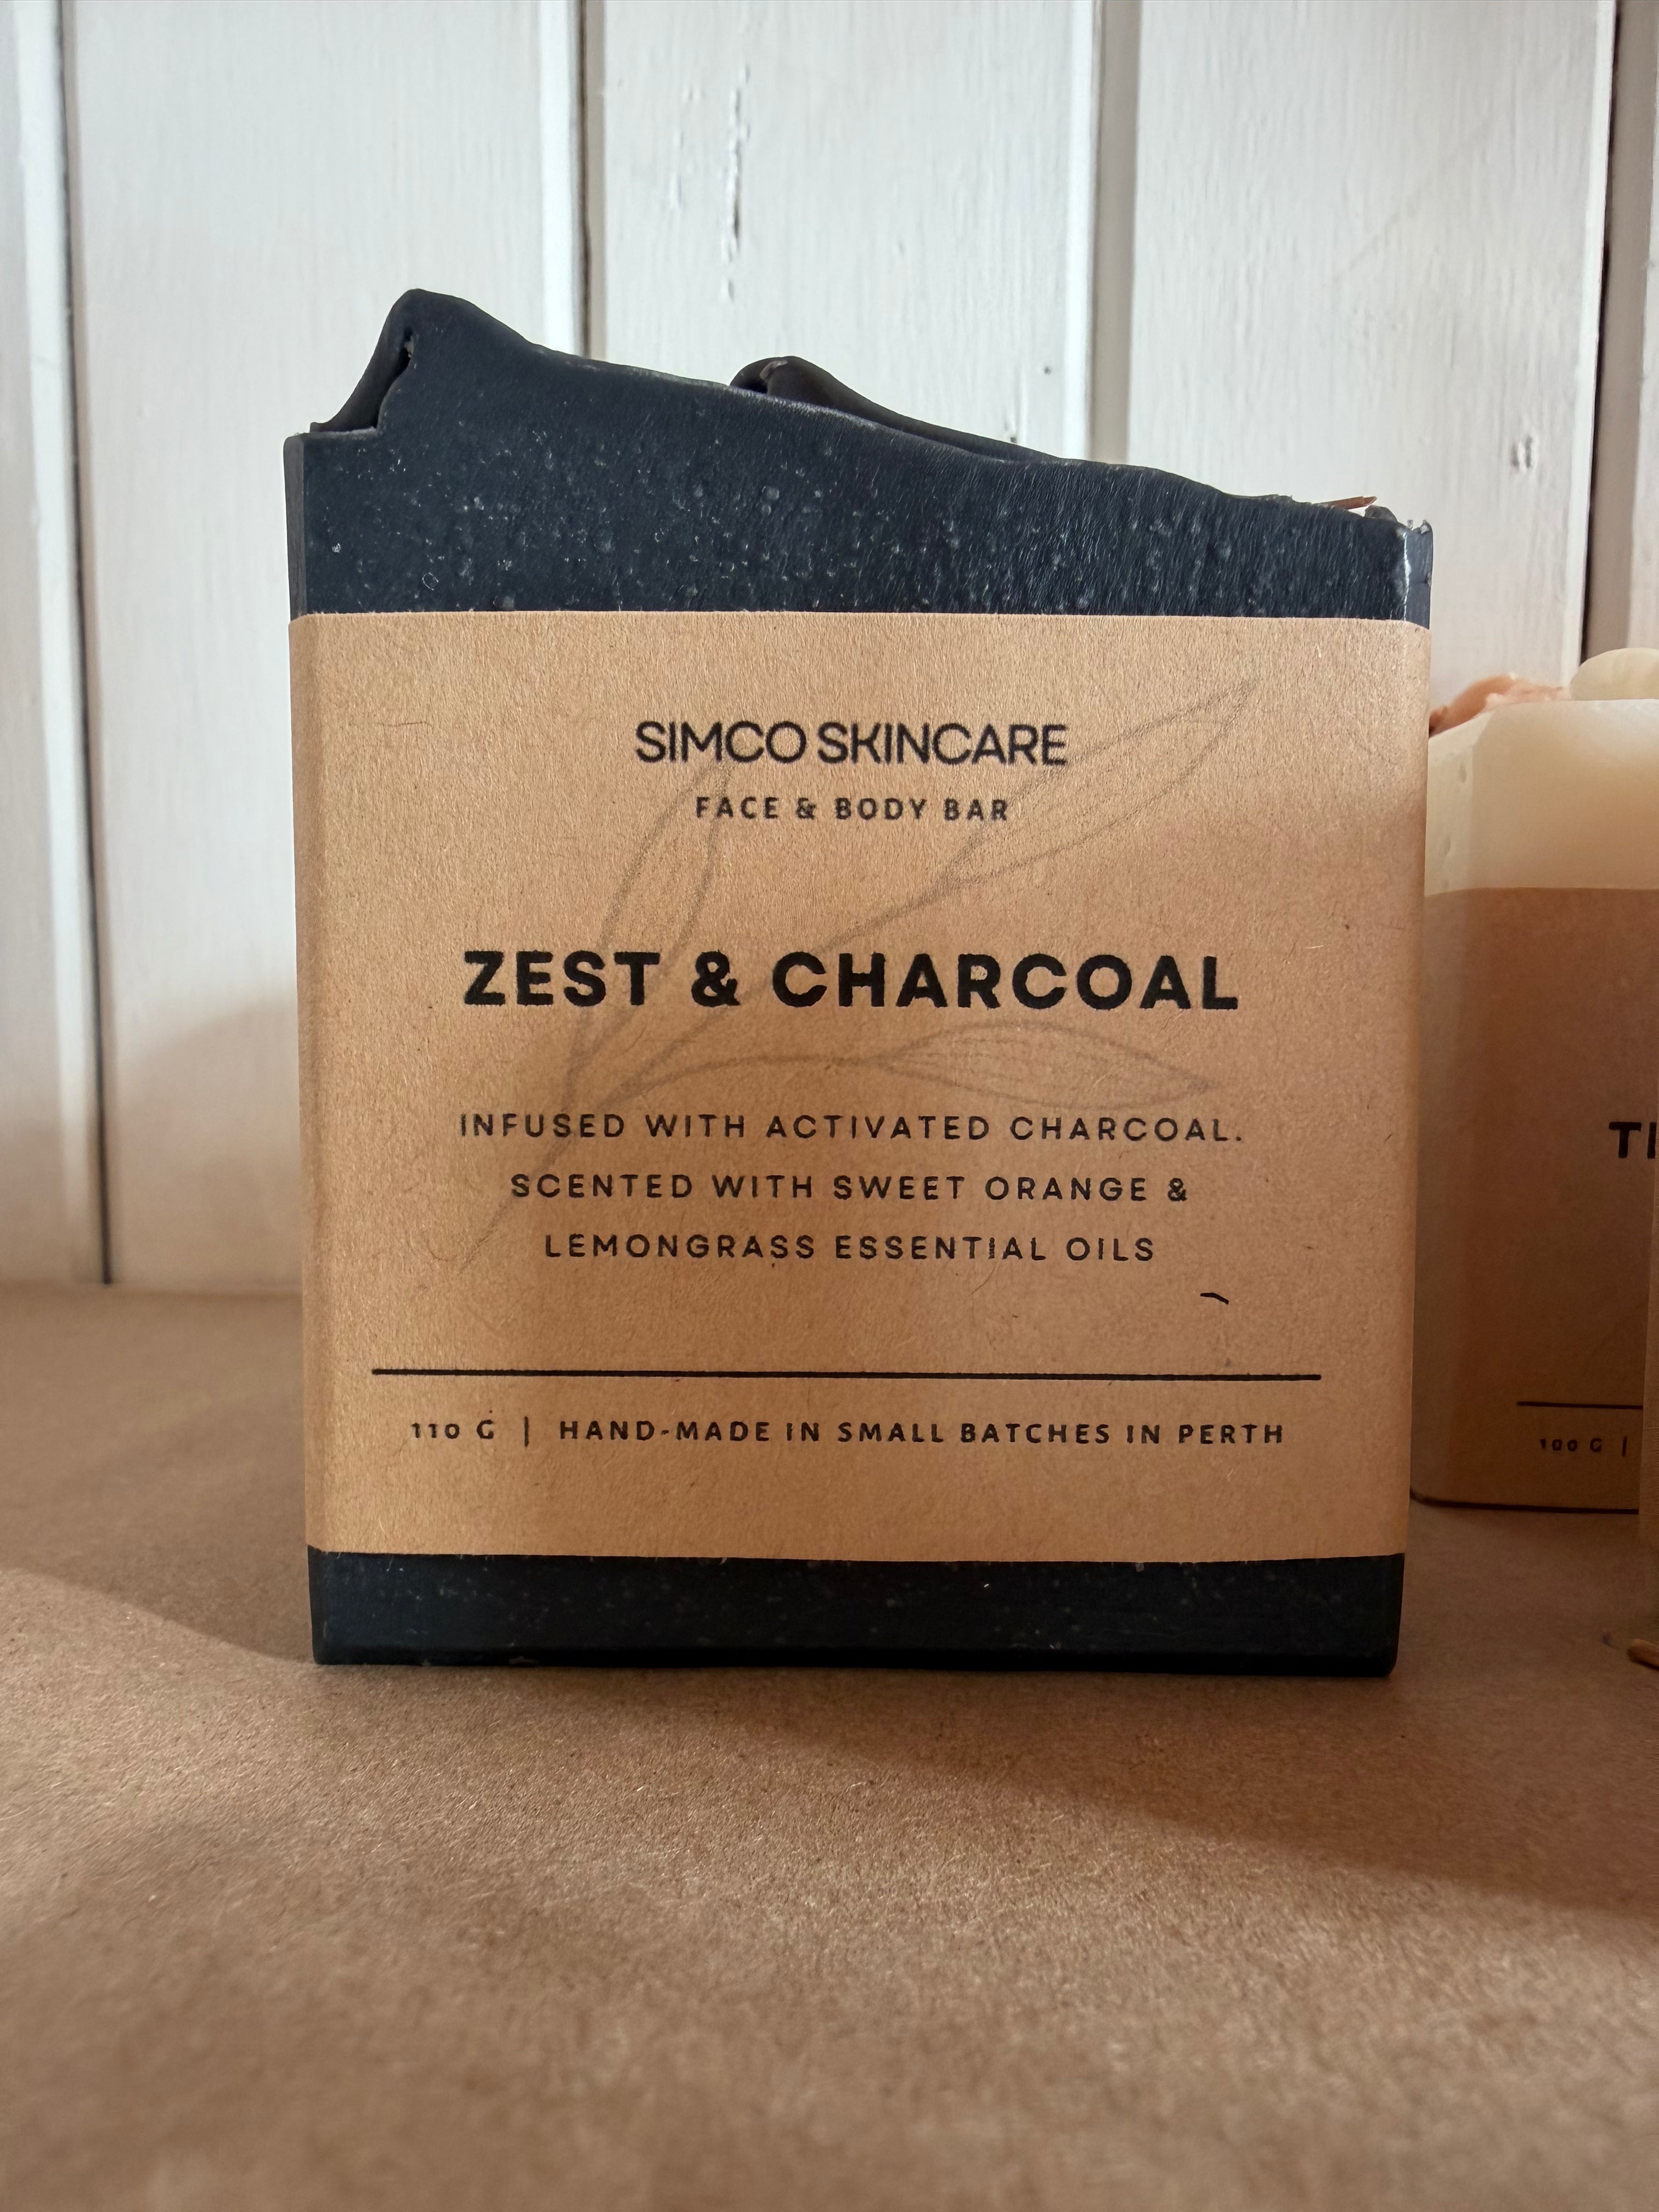 SIMCO SKINCARE
FACE & BODY BAR
ZEST & CHARCOAL
INFUSED WITH ACTIVATED CHARCOAL.
SCENTED WITH SWEET ORANGE &
LEMONGRASS ESSENTIAL OILS
110 G | HAND-MADE IN SMALL BATCHES IN PERTH
100 G |